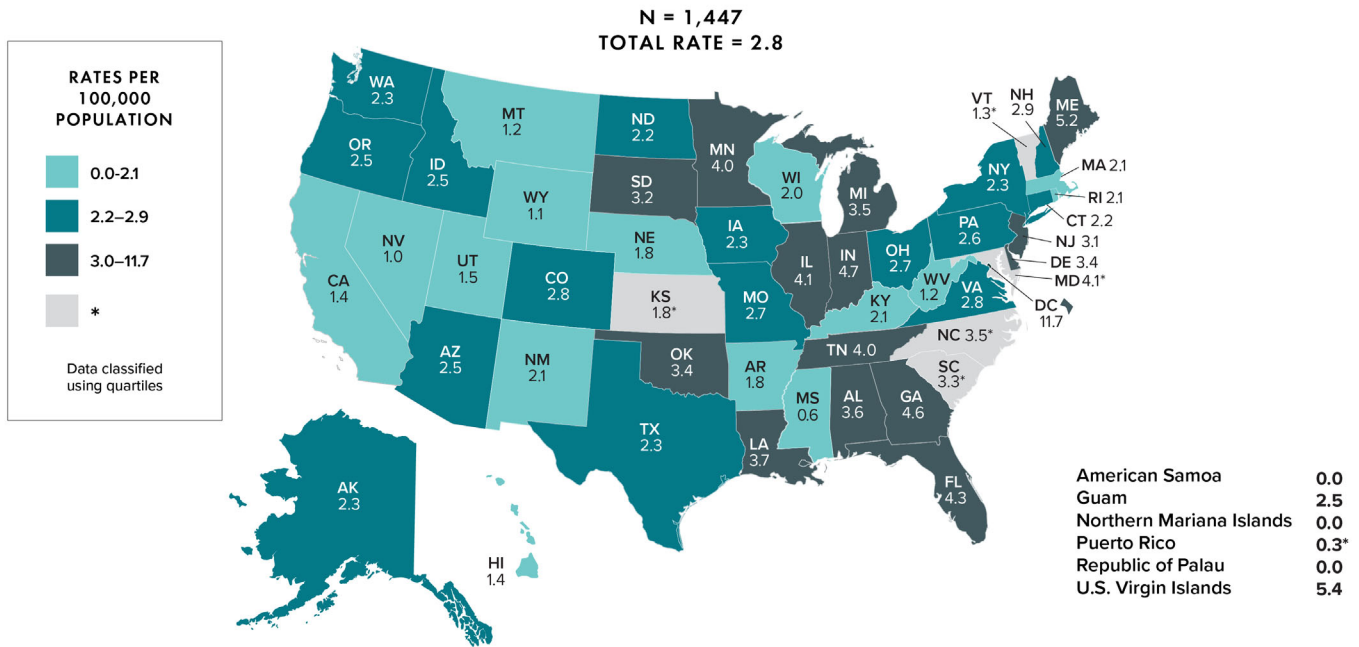 N = 1,447
TOTAL RATE = 2.8
RATES PER
100,000
POPULATION
0.0-2.1
2.2–2.9
3.0–11.7
*
Data classified
using quartiles
WA
2.3
OR
2.5
ID
2.5
MT
1.2
WY
1.1
NV
1.0
UT
1.5
CA
1.4
CO
2.8
AZ
2.5
NM
2.1
ND
2.2
SD
3.2
NE
1.8
KS
1.8*
OK
3.4
TX
2.3
MN
4.0
IA
2.3
MO
2.7
AR
1.8
LA
3.7
WI
2.0
IL
4.1
MI
3.5
IN
4.7
OH
2.7
KY
2.1
TN 4.0
MS
0.6
AL
3.6
GA
4.6
FL
4.3
SC
3.3*
NC 3.5*
VA
2.8
WV
1.2
PA
2.6
NY
2.3
VT
1.3*
NH
2.9
ME
5.2
MA 2.1
RI 2.1
CT 2.2
NJ 3.1
DE 3.4
MD 4.1*
DC
11.7
AK
2.3
HI
1.4
American Samoa 0.0
Guam 2.5
Northern Mariana Islands 0.0
Puerto Rico 0.3*
Republic of Palau 0.0
U.S. Virgin Islands 5.4